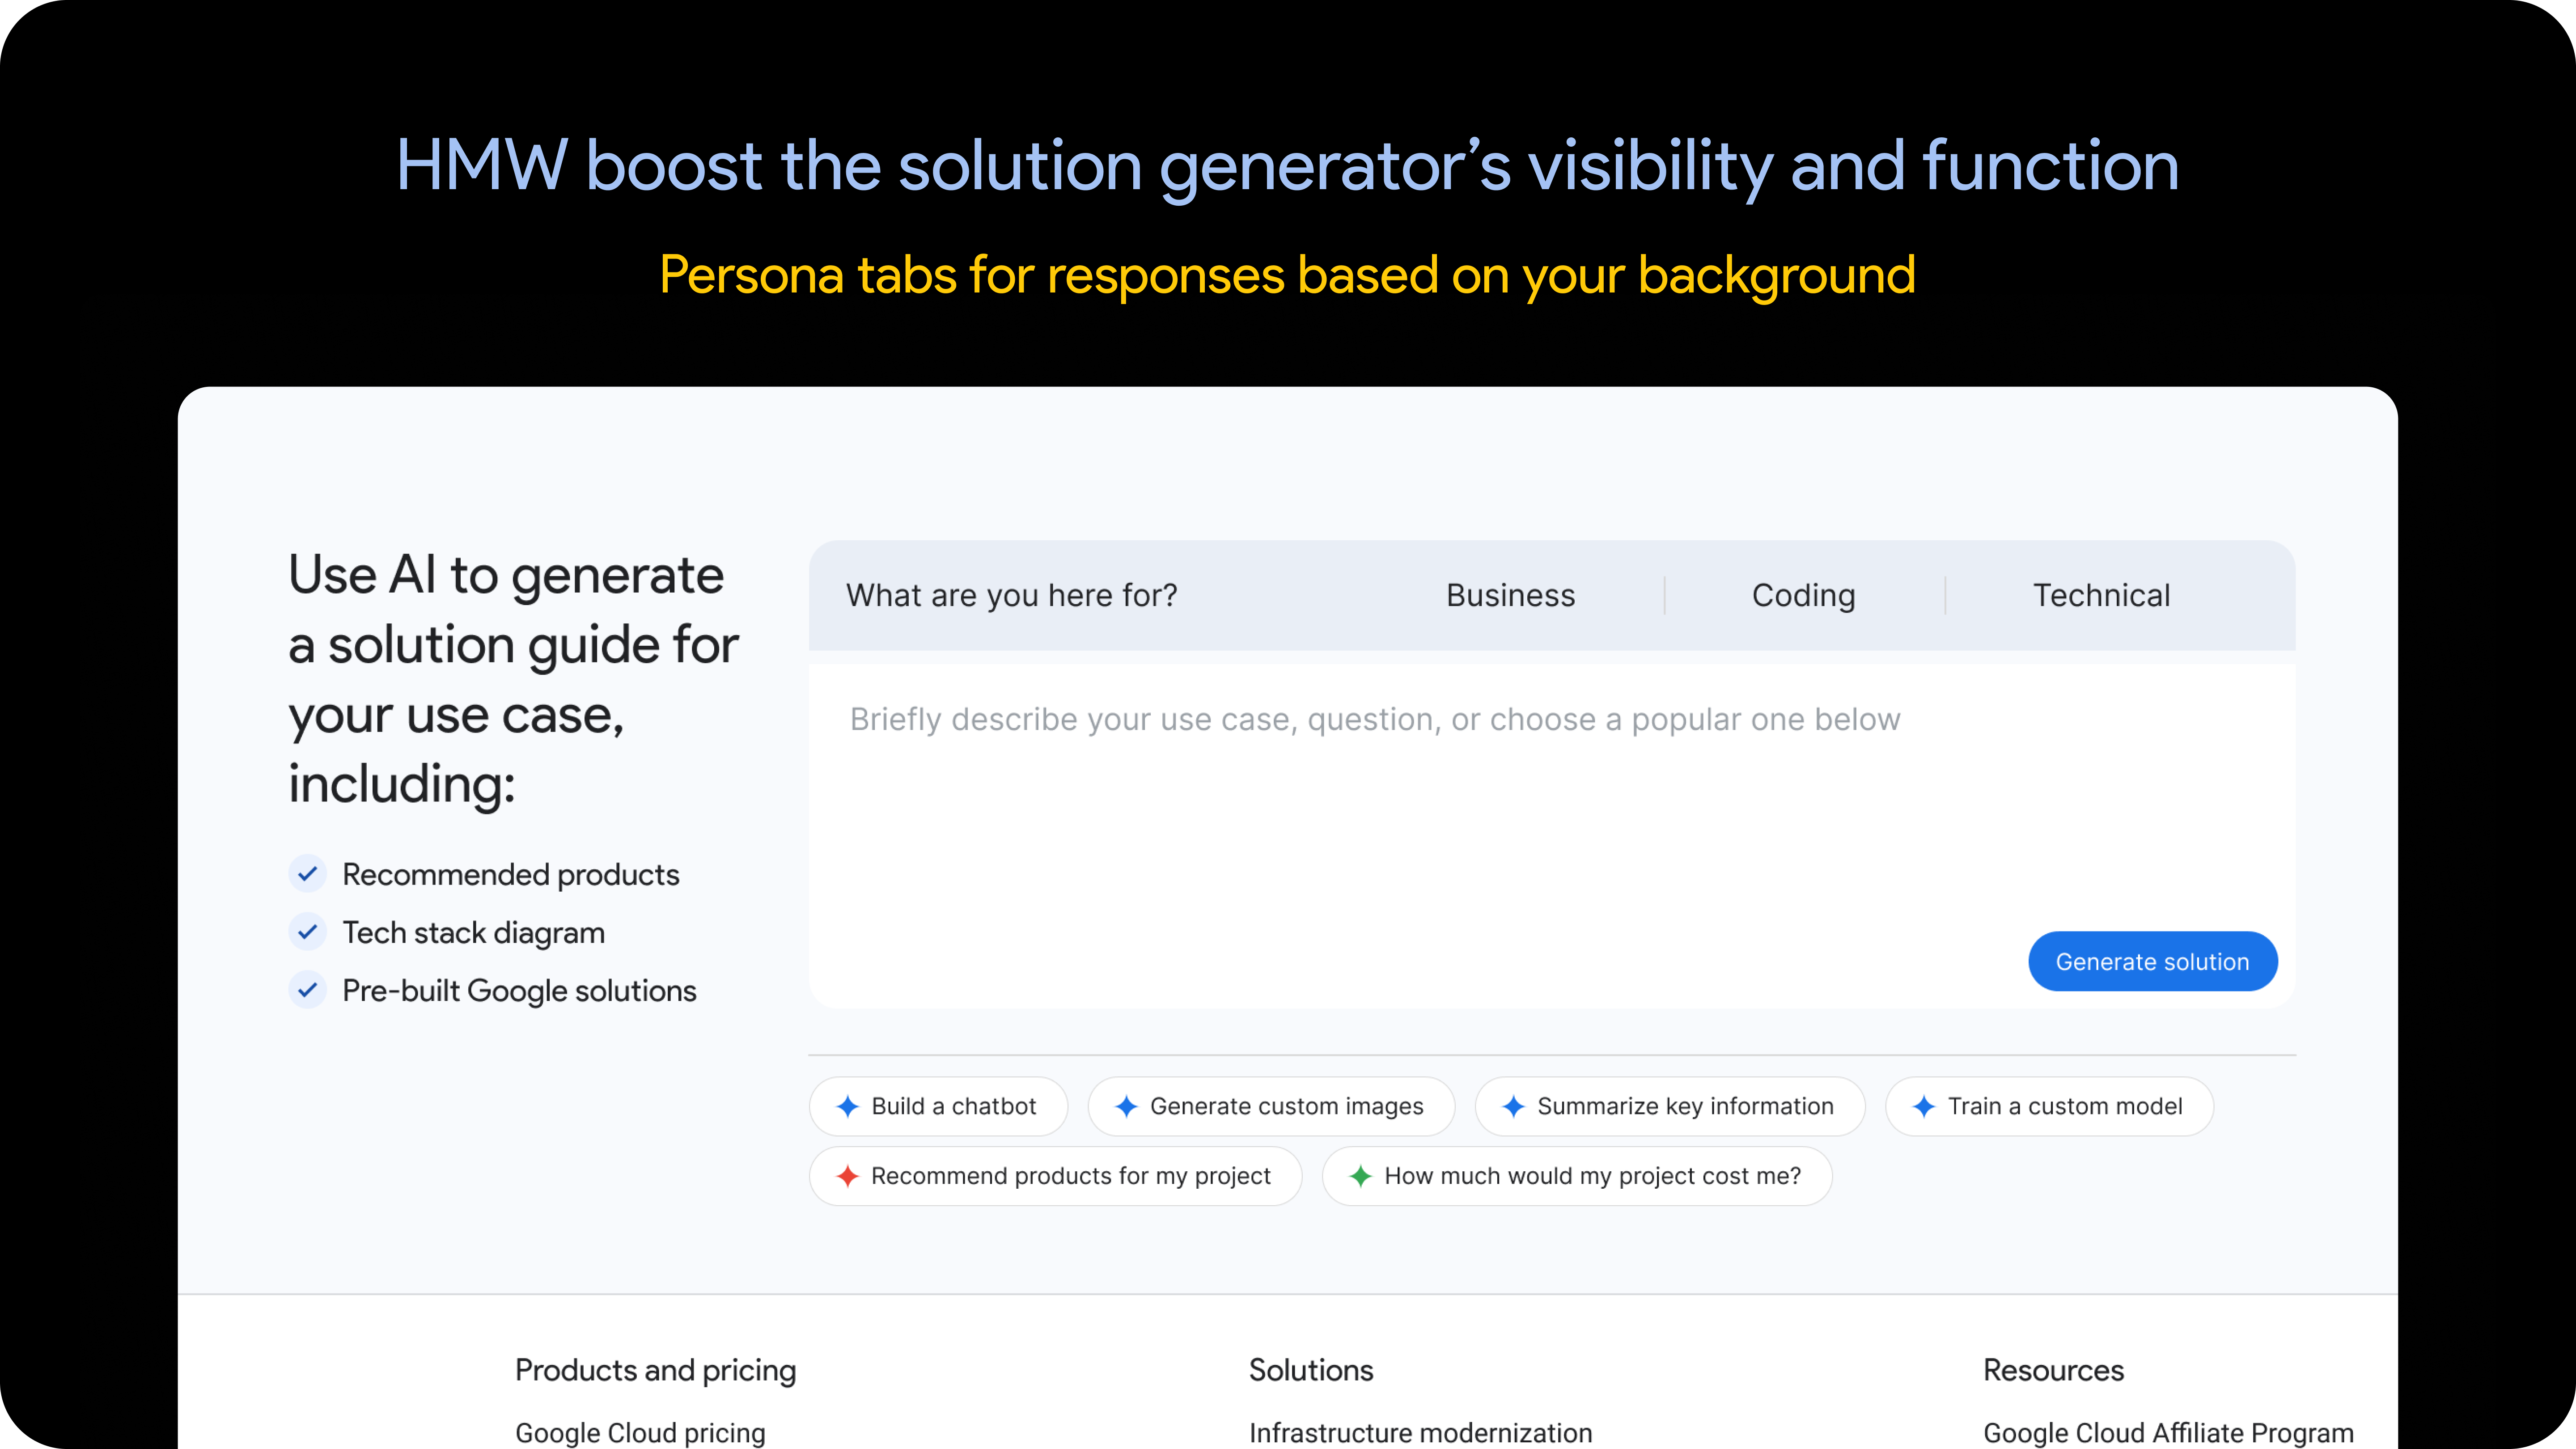 HMW boost the solution generator’s visibility and function
Persona tabs for responses based on your background
Use AI to generate
a solution guide for
your use case,
including:
Recommended products
Tech stack diagram
Pre-built Google solutions
What are you here for?
Business
Coding
Technical
Briefly describe your use case, question, or choose a popular one below
Generate solution
Build a chatbot
Generate custom images
Summarize key information
Train a custom model
Recommend products for my project
How much would my project cost me?
Products and pricing
Google Cloud pricing
Solutions
Infrastructure modernization
Resources
Google Cloud Affiliate Program